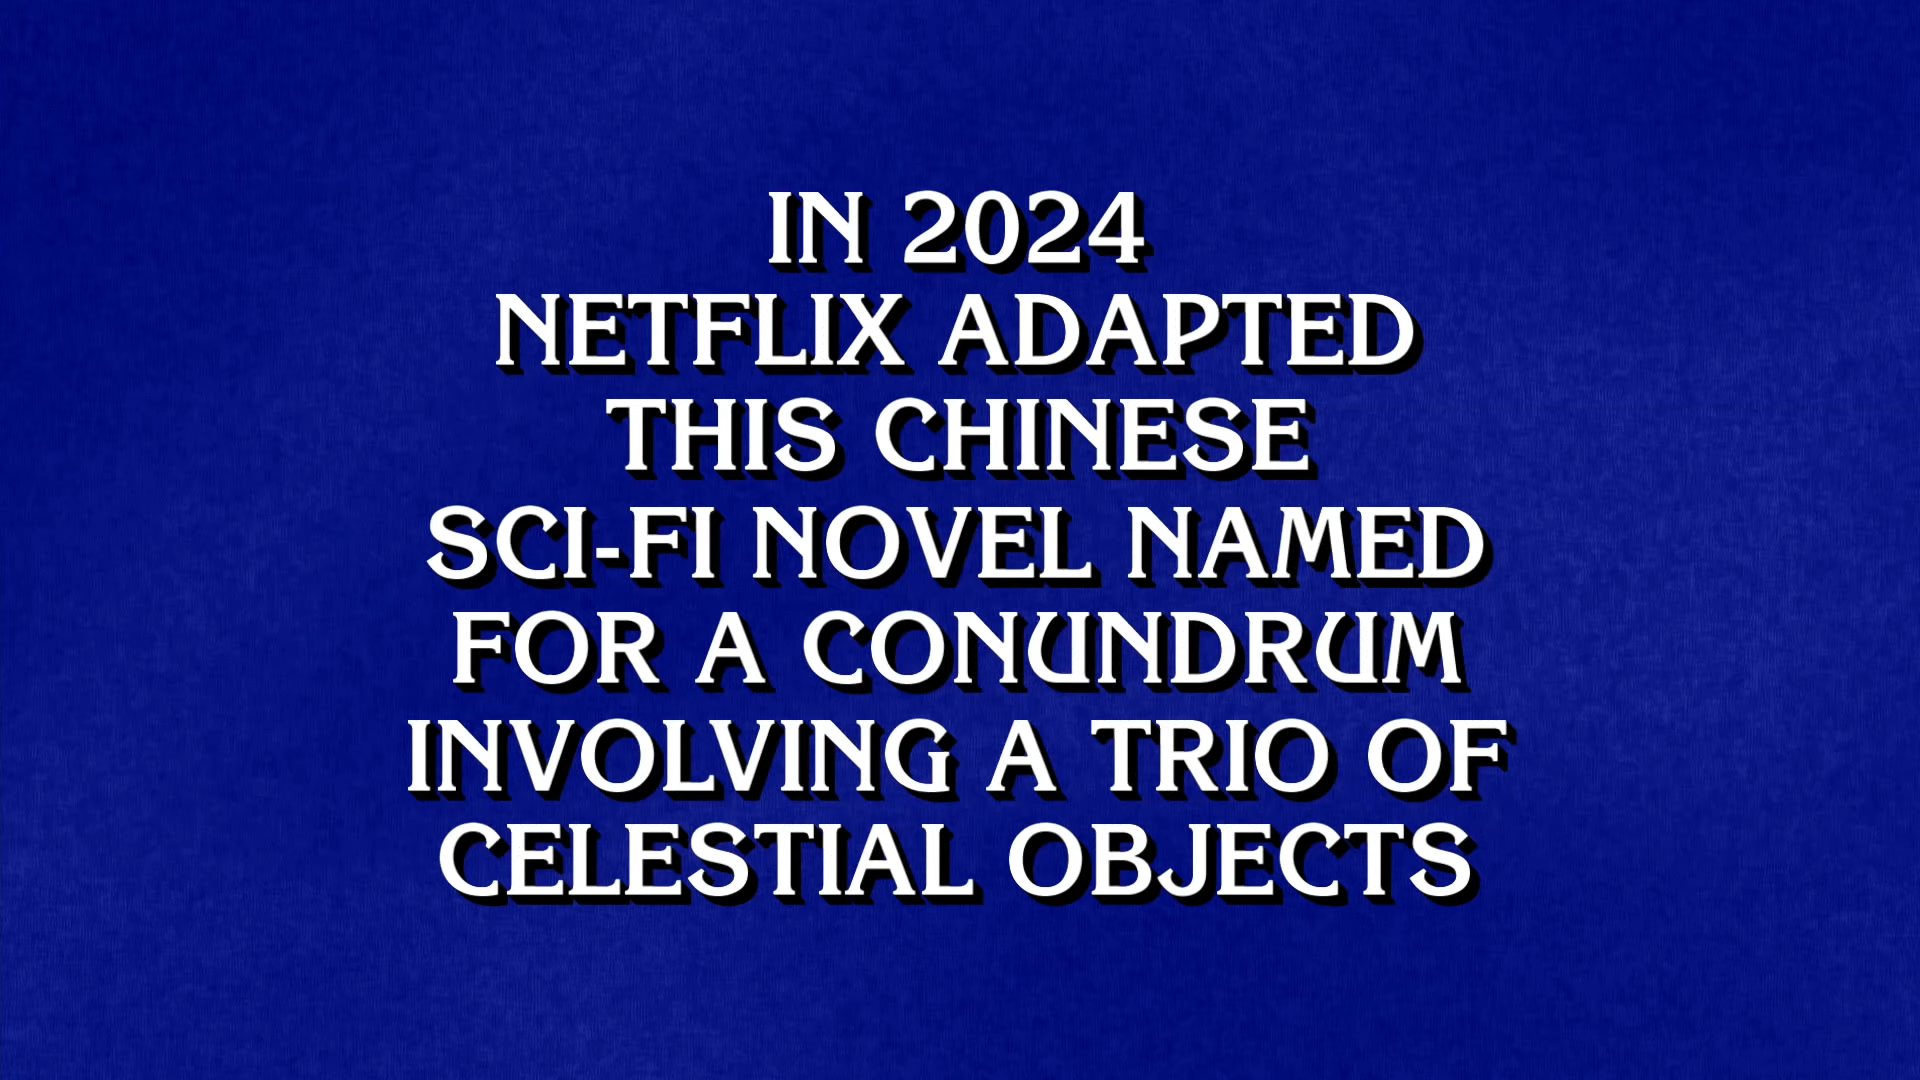 IN 2024
NETFLIX ADAPTED
THIS CHINESE
SCI-FI NOVEL NAMED
FOR A CONUNDRUM
INVOLVING A TRIO OF
CELESTIAL OBJECTS